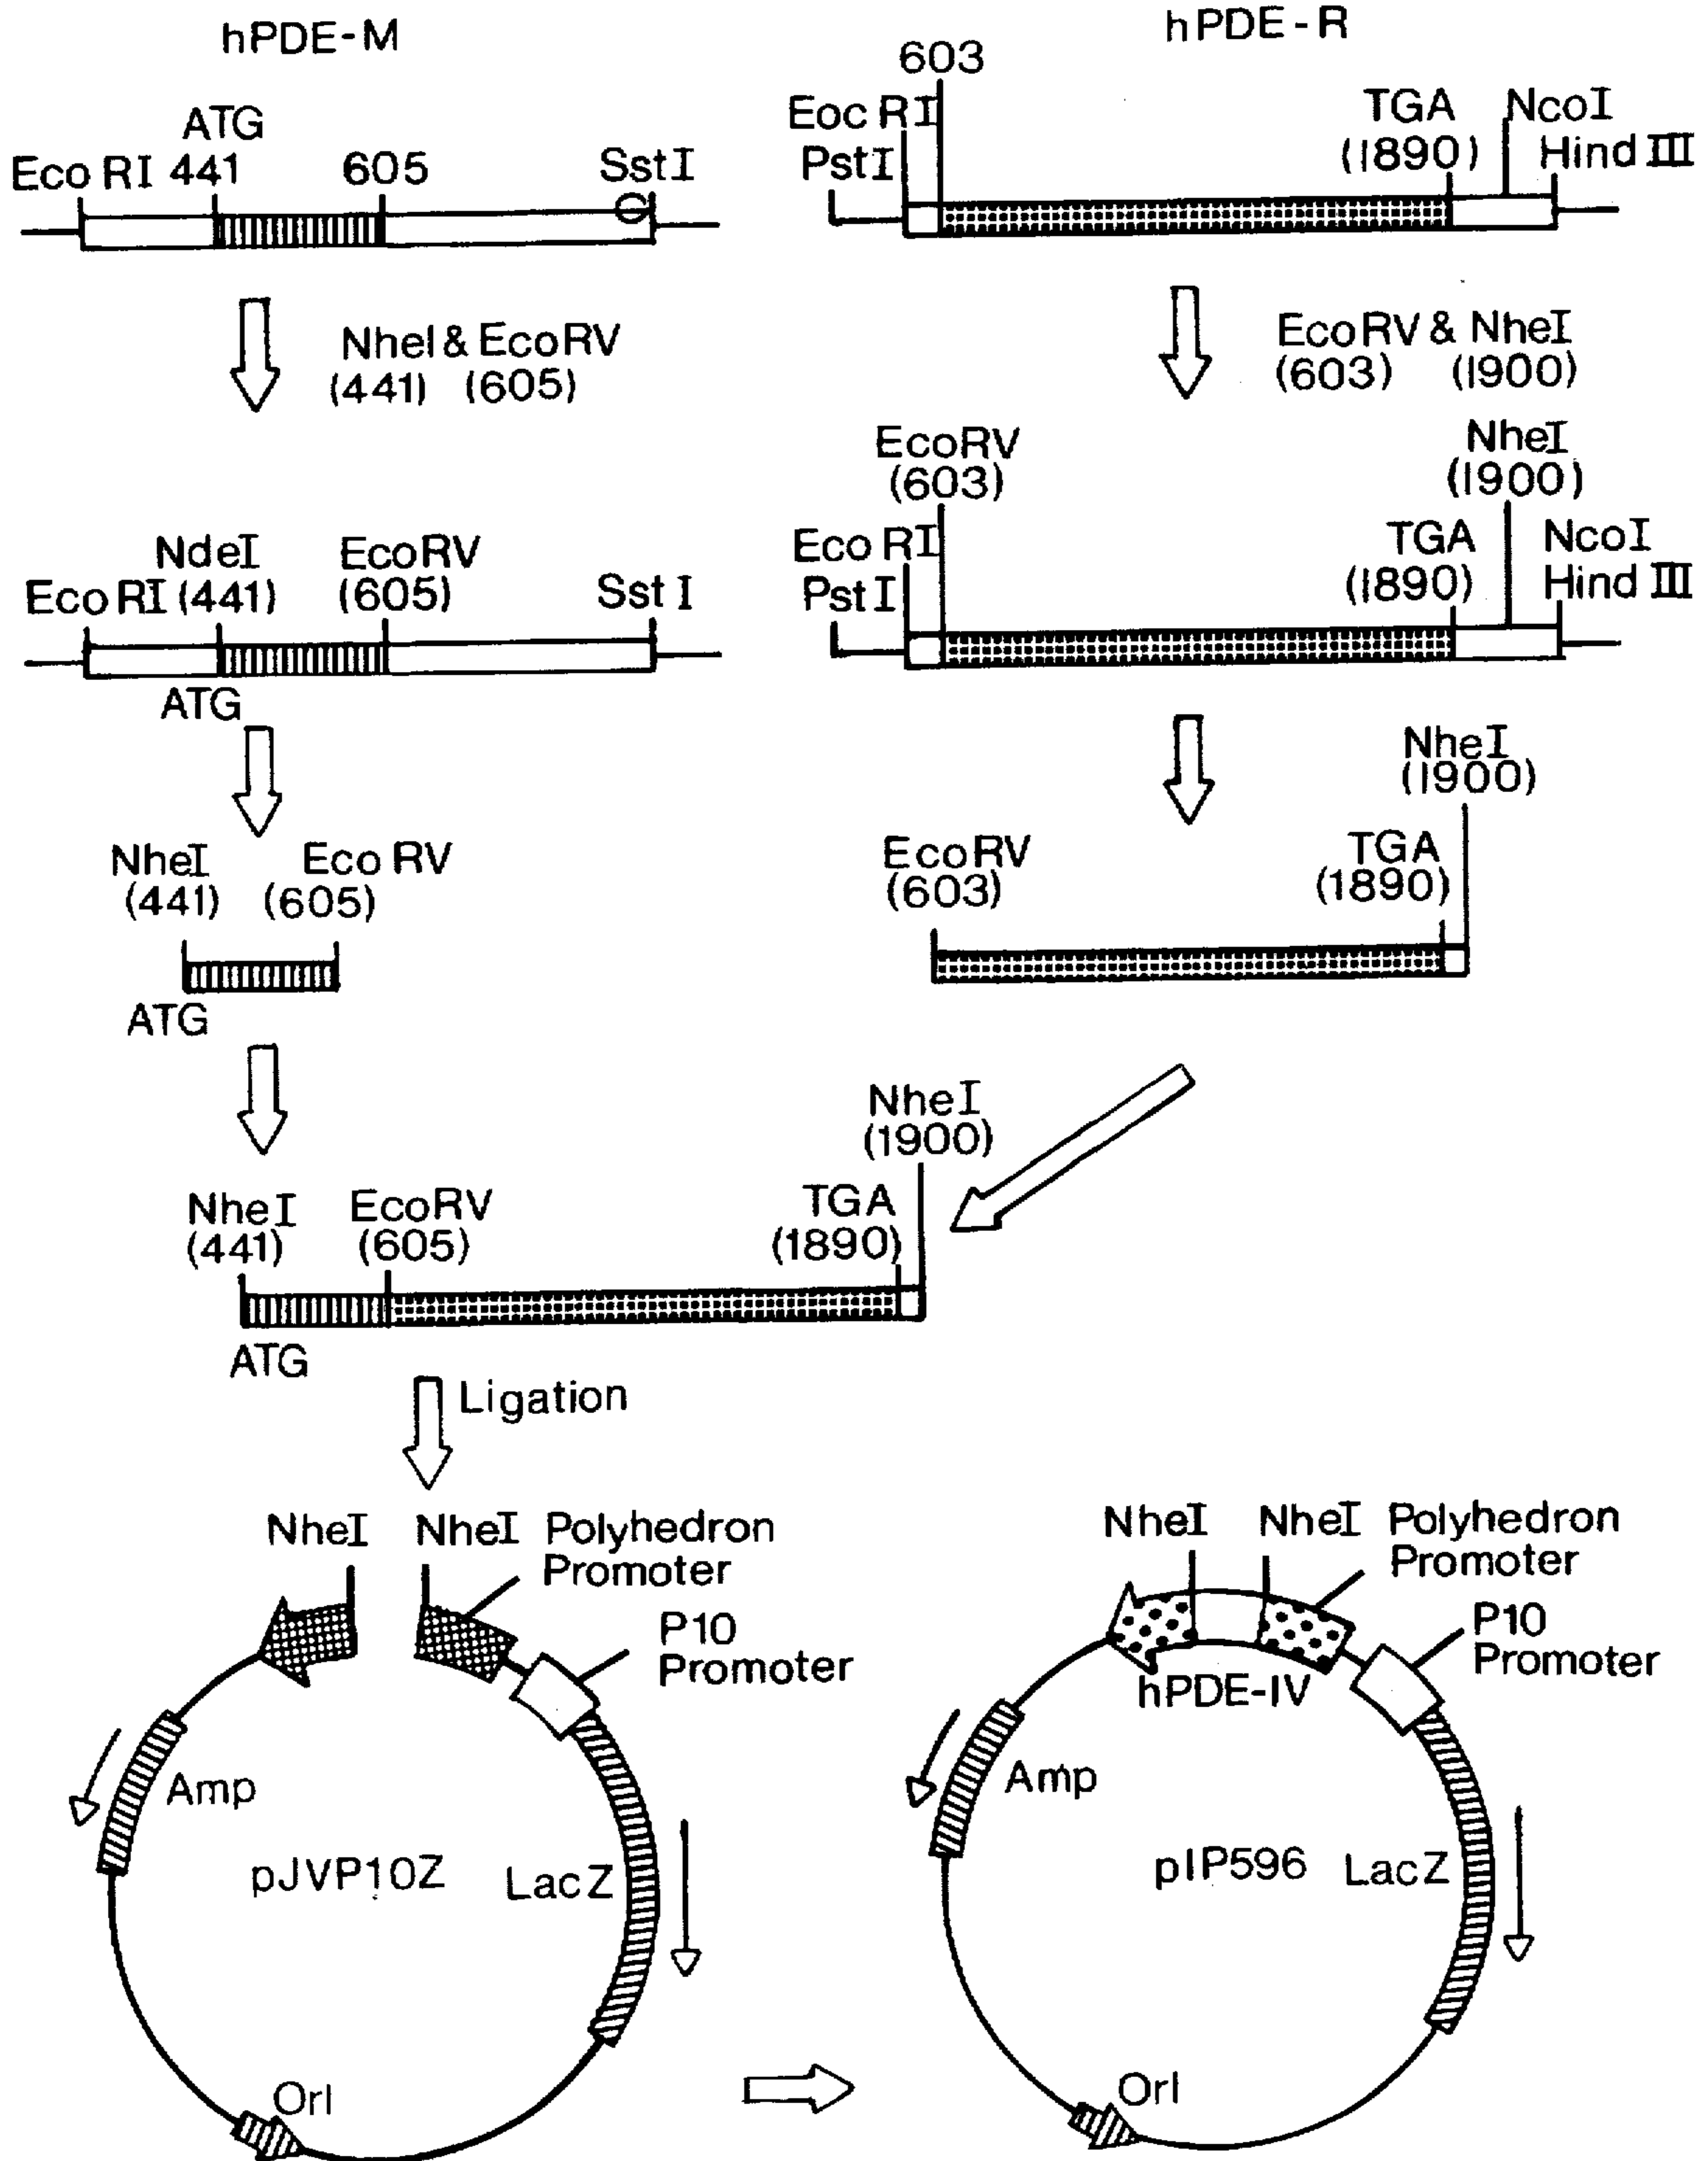 hPDE-M
hPDE-R
603
ATG
Eco RI 441
605
SstI
Eoc RI
PstI
TGA
(1890)
NcoI
Hind III
NheI & EcoRV
(441) (605)
EcoRV & NheI
(603) (1900)
EcoRV
(603)
NheI
(1900)
NdeI
Eco RI (441)
EcoRV
(605)
Sst I
Eco RI
Pst I
TGA
(1890)
NcoI
Hind III
ATG
NheI
(1900)
NheI
(441)
Eco RV
(605)
EcoRV
(603)
TGA
(1890)
ATG
NheI
(1900)
NheI
(441)
EcoRV
(605)
TGA
(1890)
ATG
Ligation
NheI
NheI
Polyhedron
Promoter
P10
Promoter
Amp
pJVP10Z
LacZ
OrI
NheI
NheI
Polyhedron
Promoter
P10
Promoter
hPDE-IV
Amp
pIP596
LacZ
OrI